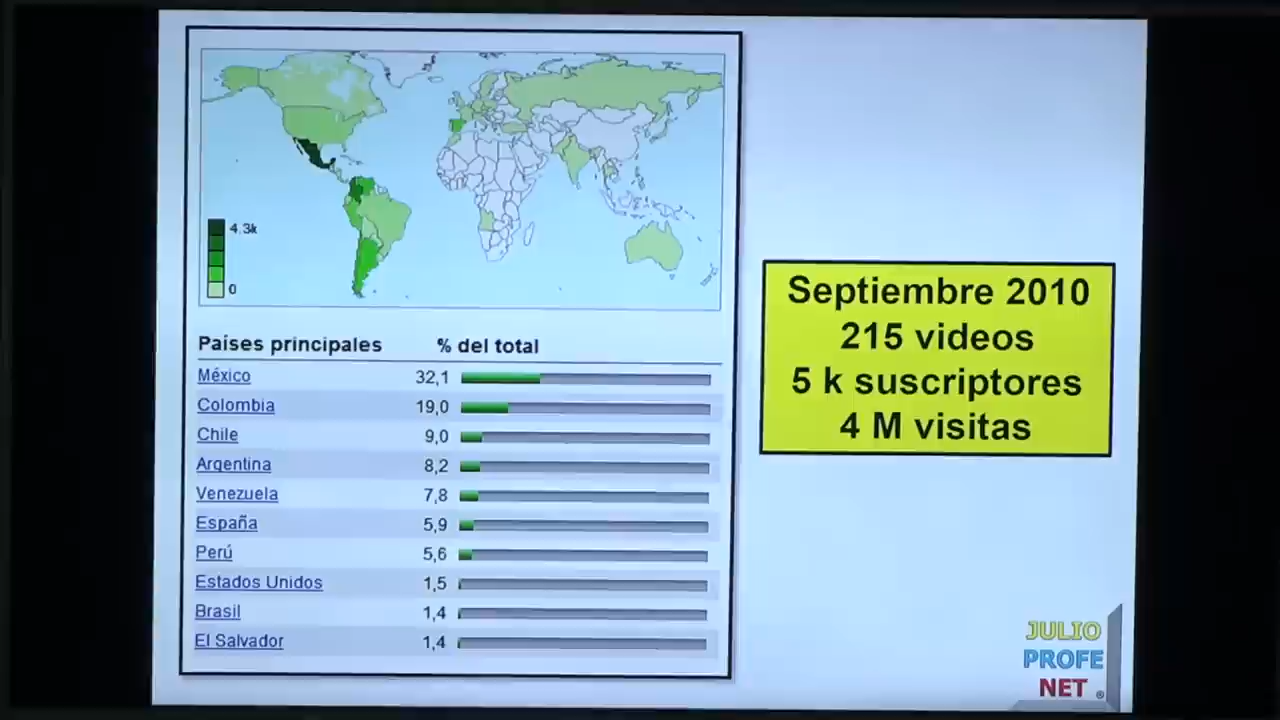 4.3k
0
Países principales % del total
México 32,1
Colombia 19,0
Chile 9,0
Argentina 8,2
Venezuela 7,8
España 5,9
Perú 5,6
Estados Unidos 1,5
Brasil 1,4
El Salvador 1,4
Septiembre 2010
215 videos
5 k suscriptores
4 M visitas
JULIO
PROFE
NET ®